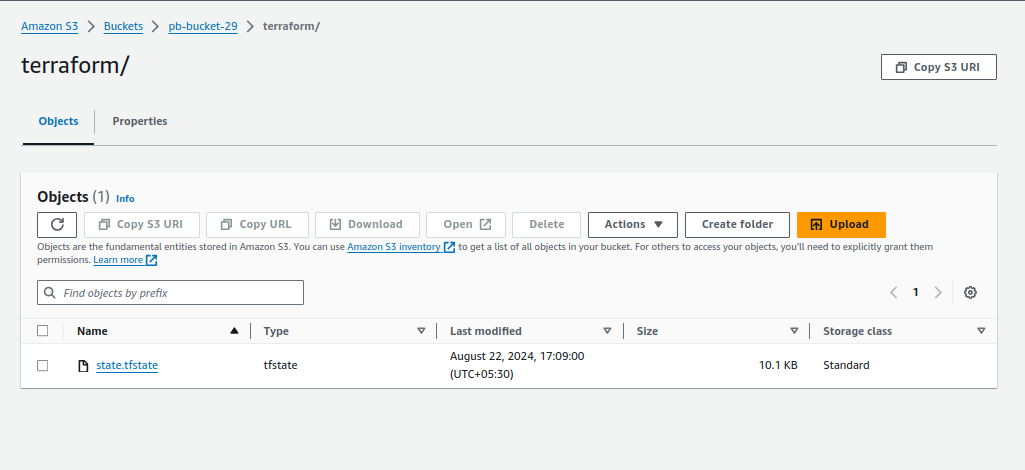 Amazon S3 > Buckets > pb-bucket-29 > terraform/
terraform/
Copy S3 URI
Objects Properties
Objects (1) Info
Copy S3 URI Copy URL Download Open Delete Actions Create folder Upload
Objects are the fundamental entities stored in Amazon S3. You can use Amazon S3 inventory to get a list of all objects in your bucket. For others to access your objects, you'll need to explicitly grant them
permissions. Learn more
Find objects by prefix
1
Name Type Last modified Size Storage class
state.tfstate tfstate August 22, 2024, 17:09:00 (UTC+05:30) 10.1 KB Standard